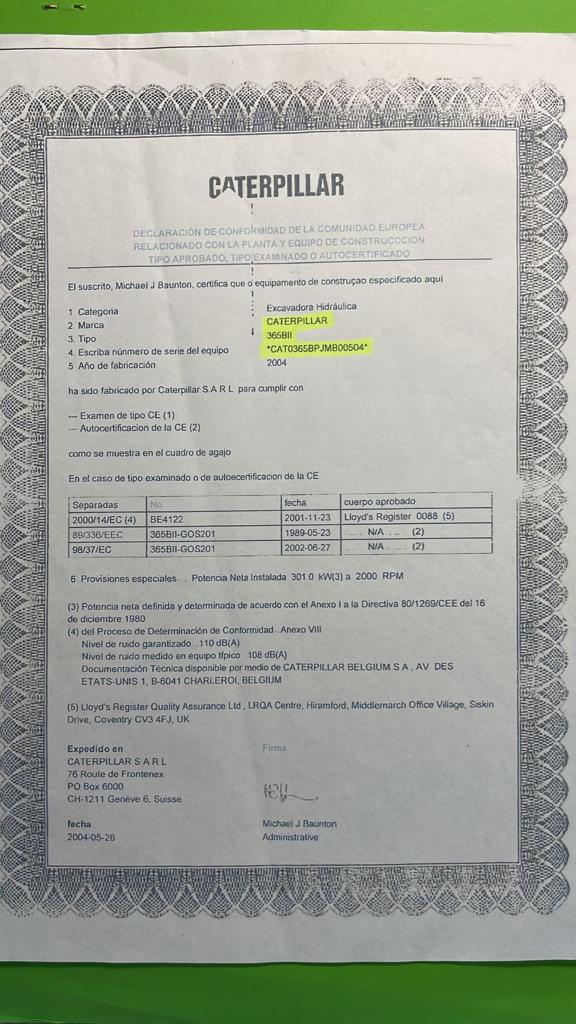 CATERPILLAR
DECLARACIÓN DE CONFORMIDAD DE LA COMUNIDAD EUROPEA
RELACIONADO CON LA PLANTA Y EQUIPO DE CONSTRUCCCIÓN
TIPO APROBADO, TIPO EXAMINADO O AUTOCERTIFICADO
El suscrito, Michael J Baunton, certifica que o equipamento de construçao especificado aqui
1 Categoria Excavadora Hidráulica
2 Marca CATERPILLAR
3. Tipo 365BII
4. Escriba núnmero de serie del equipo *CAT0365BPJMB00504*
5 Año de fabricación 2004
ha sido fabricado por Caterpillar S.A R L para cumplir con
--- Examen de tipo CE (1)
--- Autocertificacion de la CE (2)
como se muestra en el cuadro de agajo
En el caso de tipo examinado o de autoecertificacion de la CE
Separadas No. fecha cuerpo aprobado
2000/14/EC (4) BE4122 2001-11-23 Lloyd's Register 0088 (5)
89/336/EEC 365BII-GOS201 1989-05-23 N/A (2)
98/37/EC 365BII-GOS201 2002-06-27 N/A (2)
6 Provisiones especiales . Potencia Neta Instalada 301.0 kW(3) a 2000 RPM
(3) Potencia neta definida y determinada de acuerdo con el Anexo I a la Directiva 80/1269/CEE del 16
de diciembre 1980
(4) del Proceso de Determinación de Conformidad Anexo VIII
Nivel de ruido garantizado 110 dB(A)
Nivel de ruido medido en equipo tfpico 108 dB(A)
Documentación Técnica disponible por medio de CATERPILLAR BELGIUM S A , AV DES
ETATS-UNIS 1, B-6041 CHARLEROI, BELGIUM
(5) Lloyd's Register Quality Assurance Ltd , LRQA Centre, Hiramford, Middlemarch Office Village, Siskin
Drive, Coventry CV3 4FJ, UK
Expedido en Firma
CATERPILLAR S A R L
76 Route de Frontenex
PO Box 6000
CH-1211 Genéve 6, Suisse
fecha Michael J Baunton
2004-05-26 Administrative